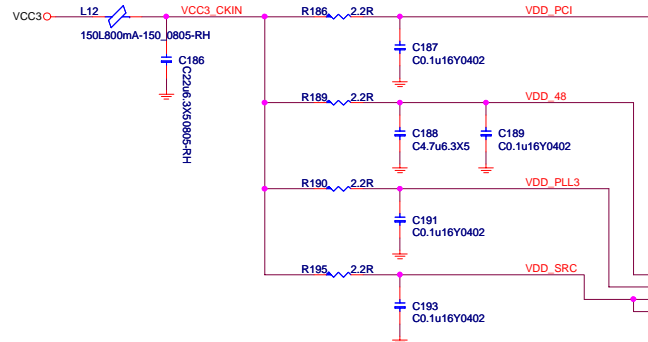 VCC3
L12
150L800mA-150_0805-RH
VCC3_CKIN
C186
C22u6.3X50805-RH
R186
2.2R
VDD_PCI
C187
C0.1u16Y0402
R189
2.2R
VDD_48
C188
C4.7u6.3X5
C189
C0.1u16Y0402
R190
2.2R
VDD_PLL3
C191
C0.1u16Y0402
R195
2.2R
VDD_SRC
C193
C0.1u16Y0402